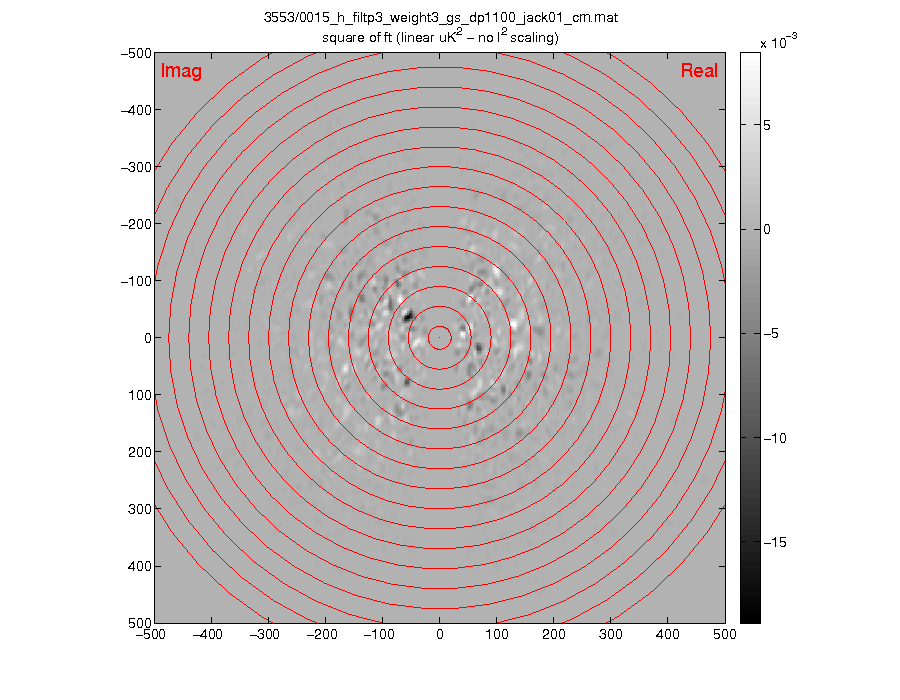 3553/0015_h_filtp3_weight3_gs_dp1100_jack01_cm.mat
square of ft (linear uK² – no l² scaling)
x 10⁻³
Imag
Real
−500
−400
−300
−200
−100
0
100
200
300
400
500
−500 −400 −300 −200 −100 0 100 200 300 400 500
5
0
−5
−10
−15